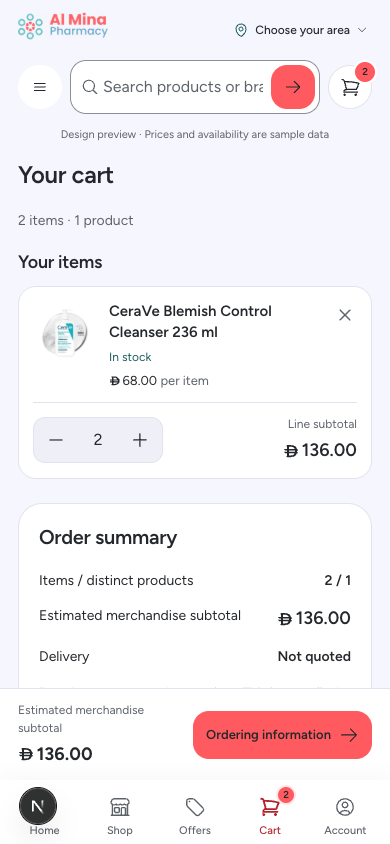 Al Mina
Pharmacy
Choose your area
Search products or bra
2
Design preview · Prices and availability are sample data
Your cart
2 items · 1 product
Your items
CeraVe Blemish Control
Cleanser 236 ml
In stock
68.00 per item
2
Line subtotal
136.00
Order summary
Items / distinct products 2 / 1
Estimated merchandise subtotal 136.00
Delivery Not quoted
Estimated merchandise
subtotal
136.00
Ordering information
N
2
Home Shop Offers Cart Account